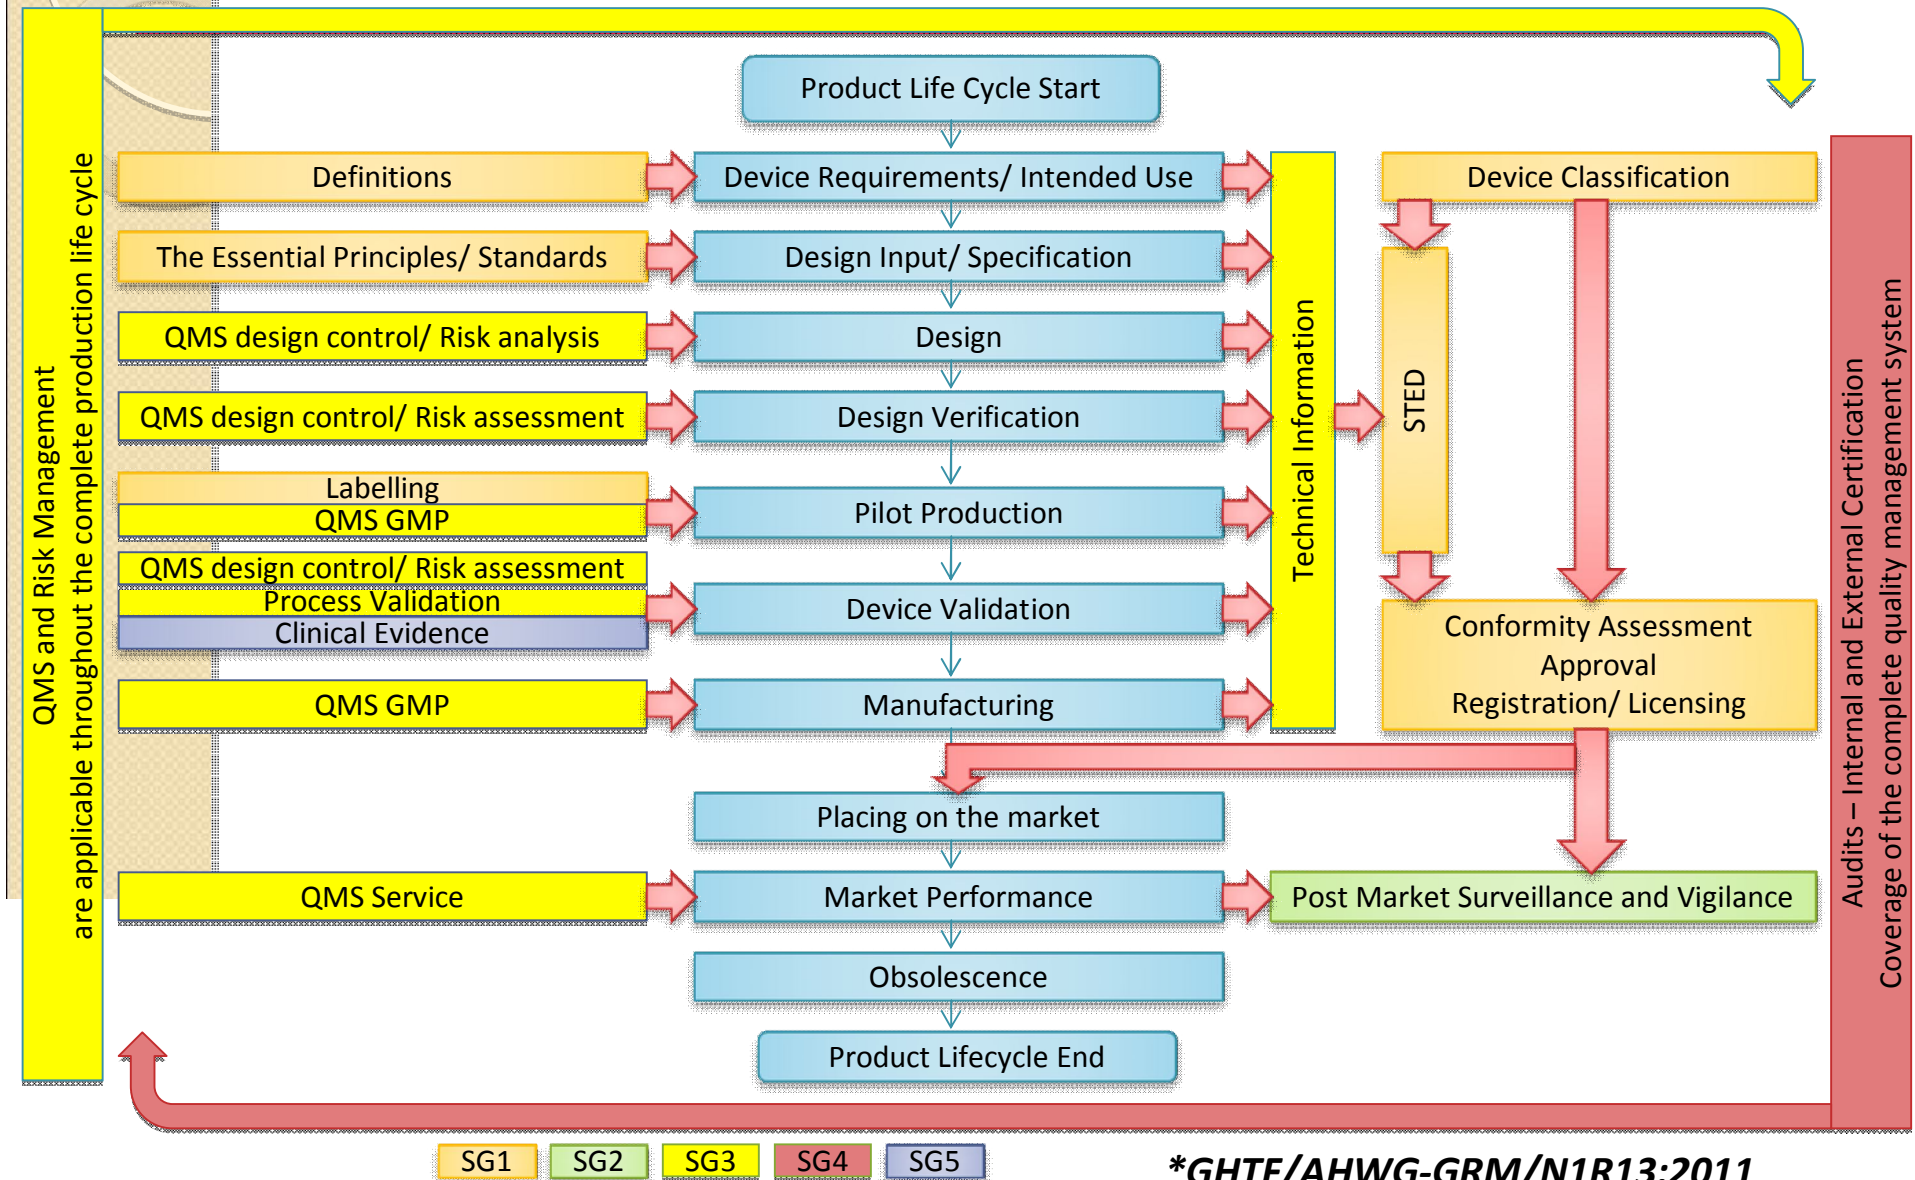 Product Life Cycle Start
QMS and Risk Management
are applicable throughout the complete production life cycle
Definitions
Device Requirements/ Intended Use
Device Classification
The Essential Principles/ Standards
Design Input/ Specification
QMS design control/ Risk analysis
Design
QMS design control/ Risk assessment
Design Verification
Technical Information
STED
Labelling
QMS GMP
Pilot Production
QMS design control/ Risk assessment
Process Validation
Clinical Evidence
Device Validation
Conformity Assessment
Approval
Registration/ Licensing
QMS GMP
Manufacturing
Placing on the market
QMS Service
Market Performance
Post Market Surveillance and Vigilance
Audits – Internal and External Certification
Coverage of the complete quality management system
Obsolescence
Product Lifecycle End
SG1
SG2
SG3
SG4
SG5
*GHTF/AHWG-GRM/N1R13:2011